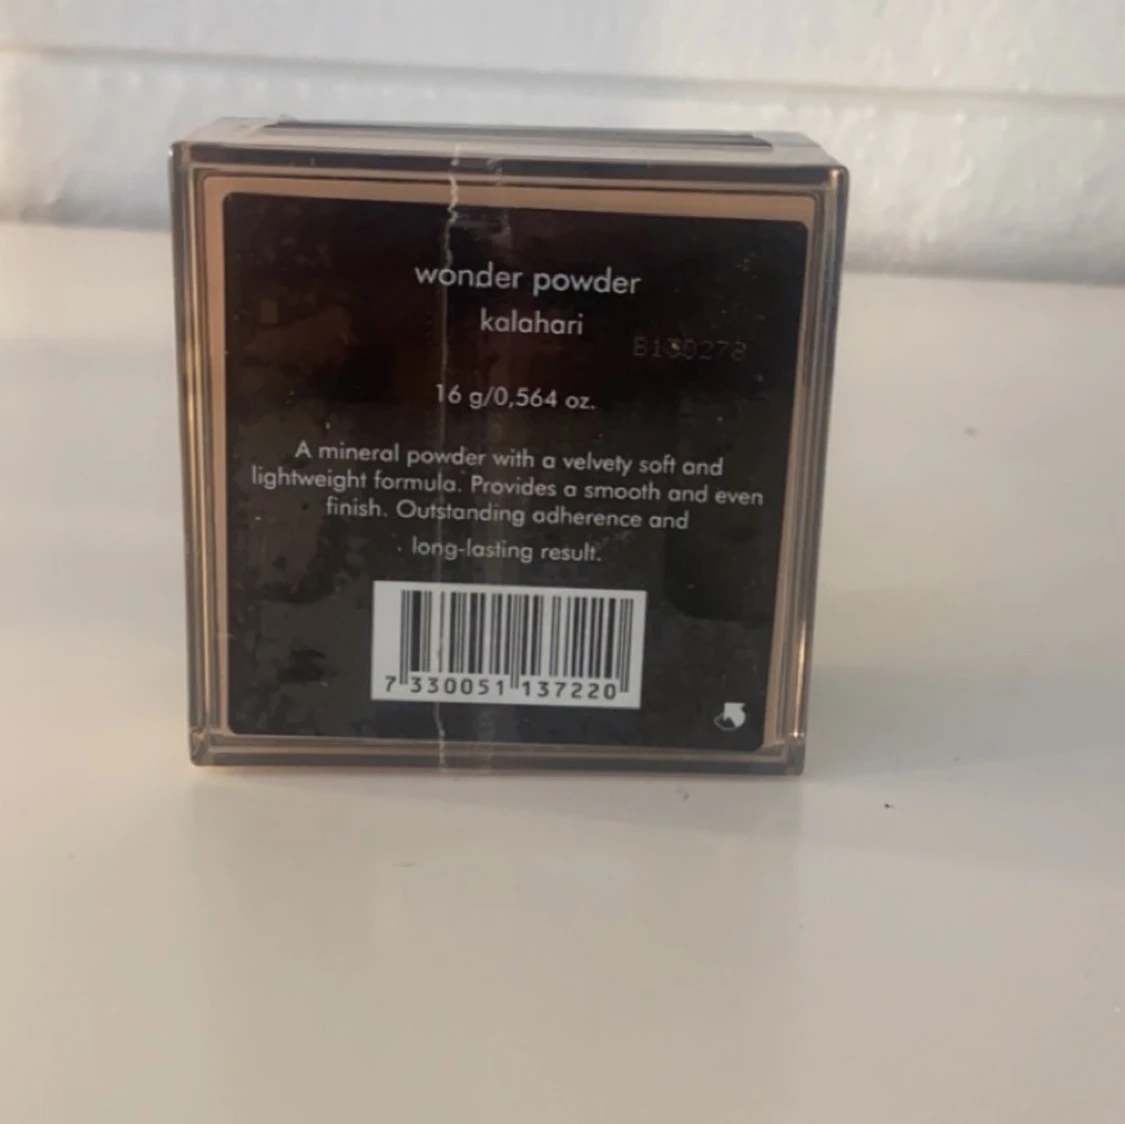 wonder powder
kalahari
16 g/0,564 oz.
A mineral powder with a velvety soft and
lightweight formula. Provides a smooth and even
finish. Outstanding adherence and
long-lasting result.
7 330051 137220